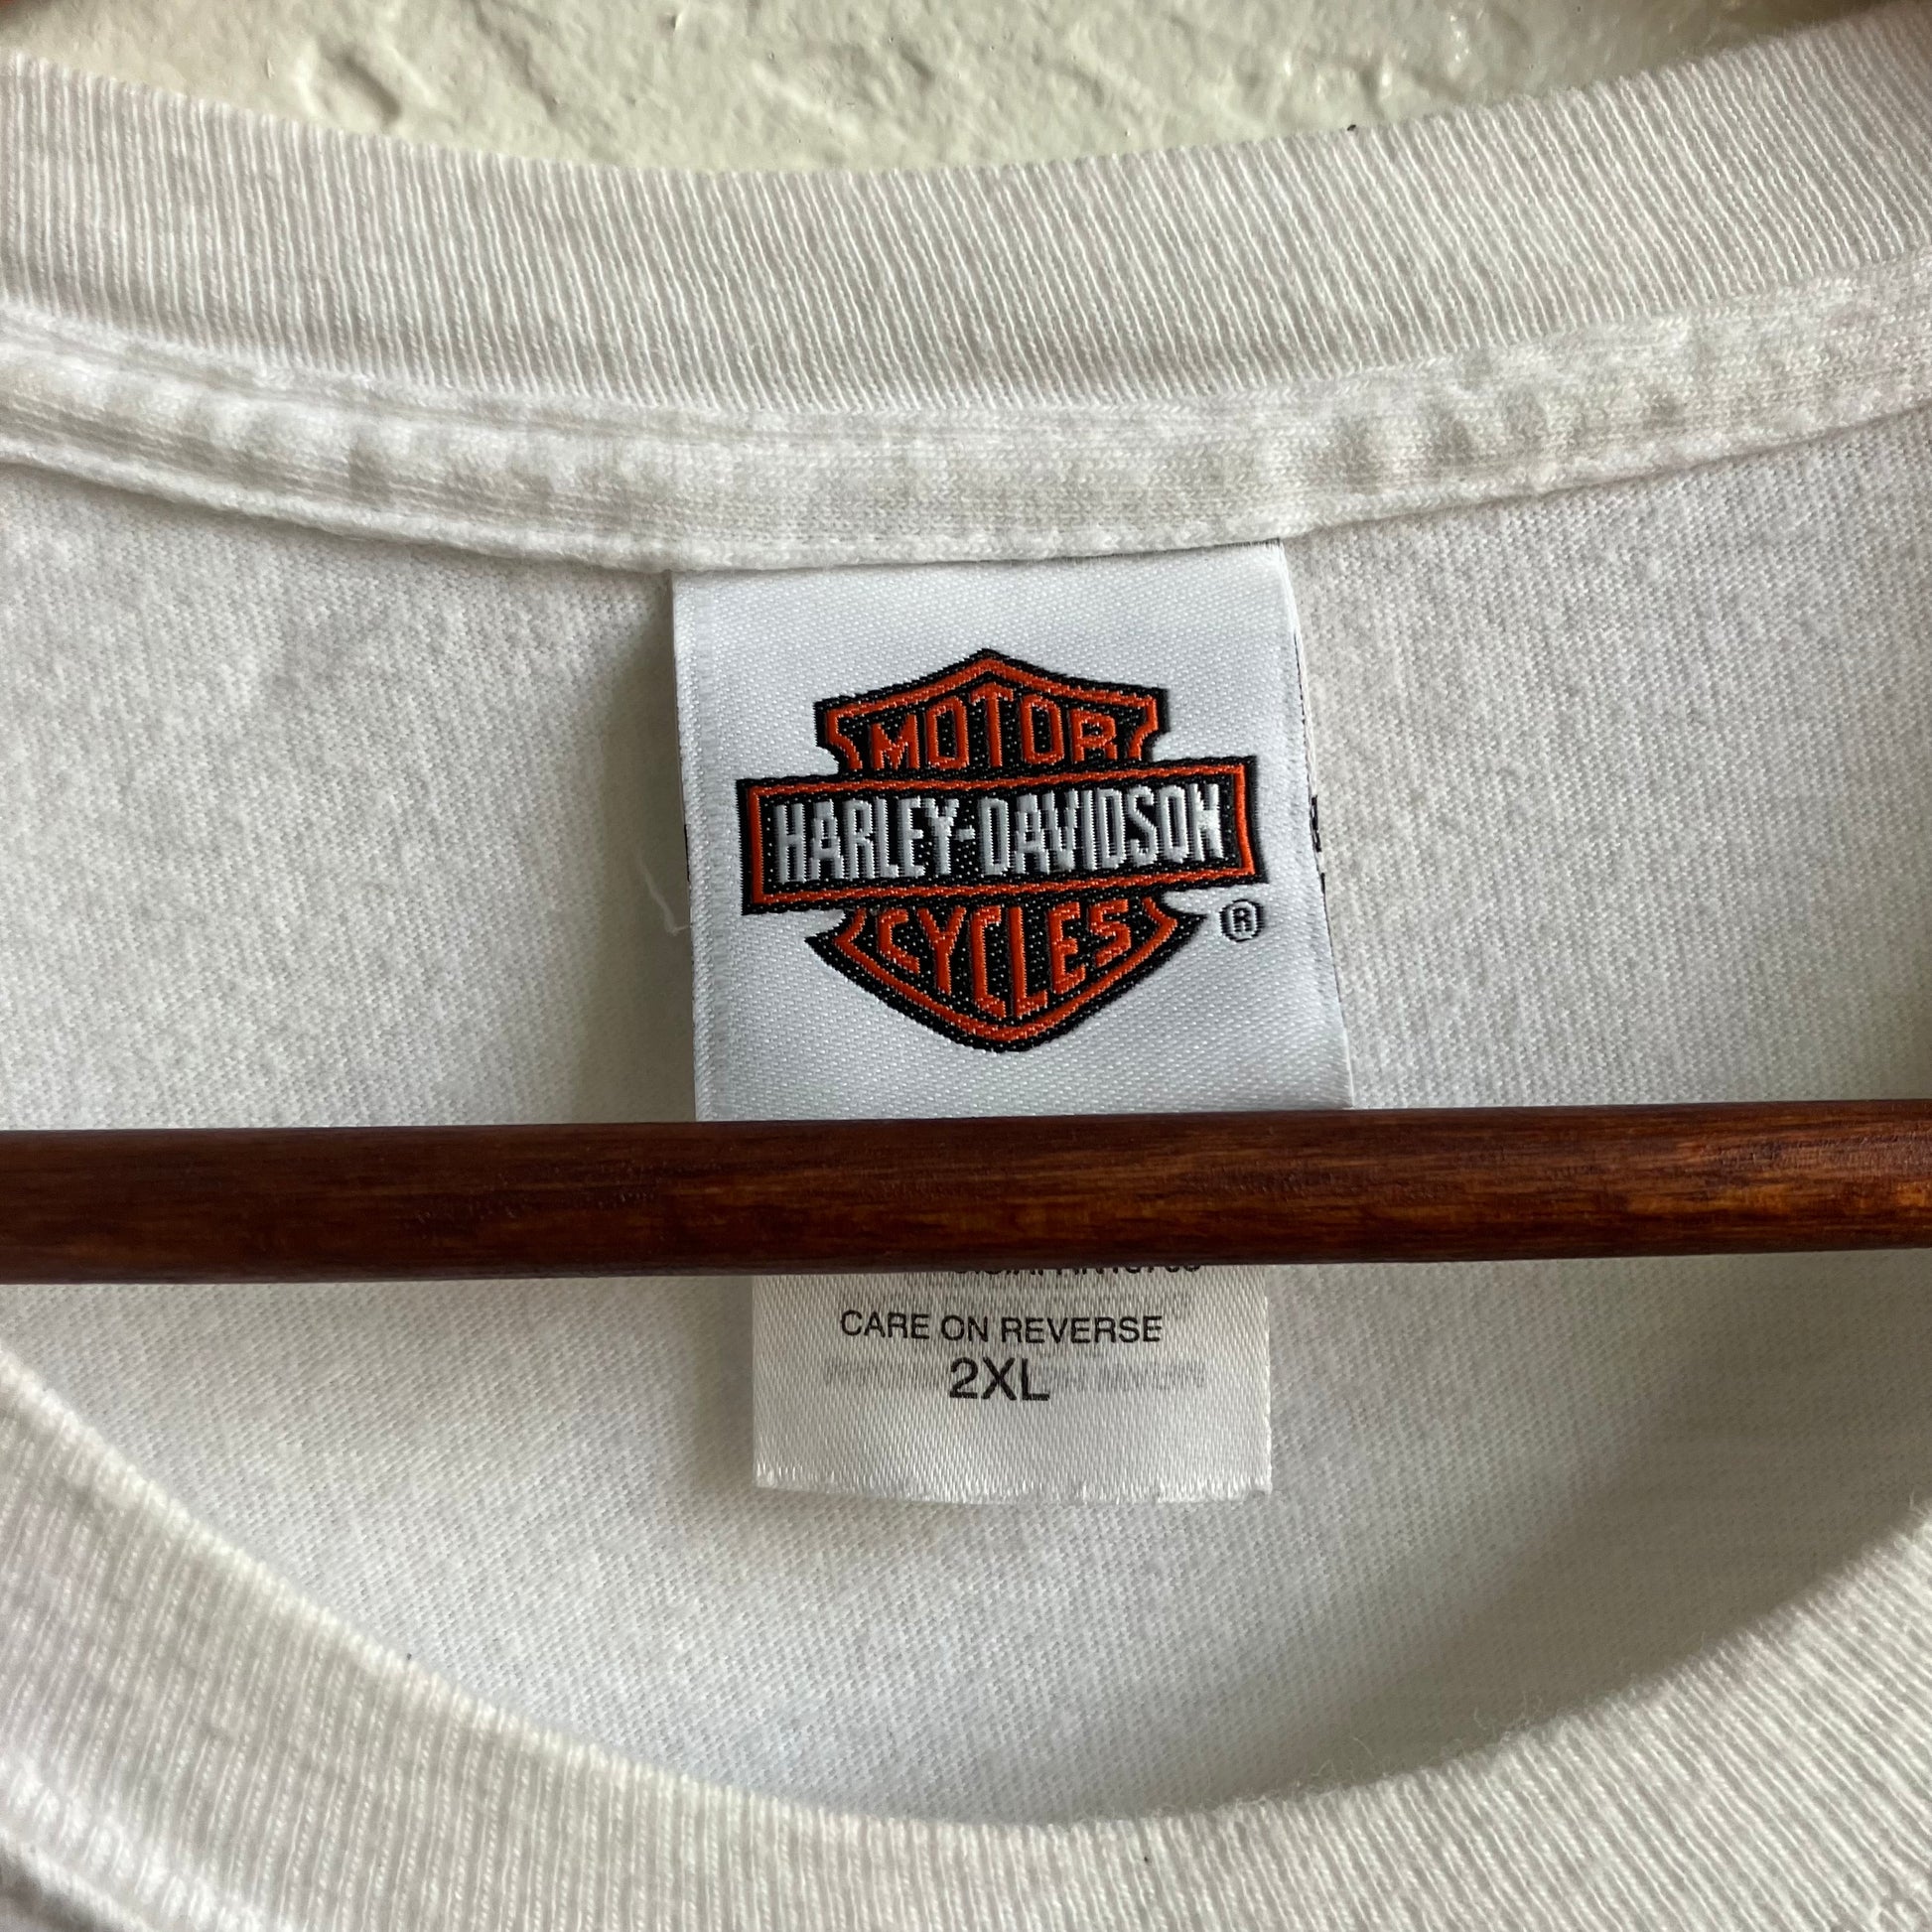 MOTOR
HARLEY-DAVIDSON
CYCLES
®
CARE ON REVERSE
2XL